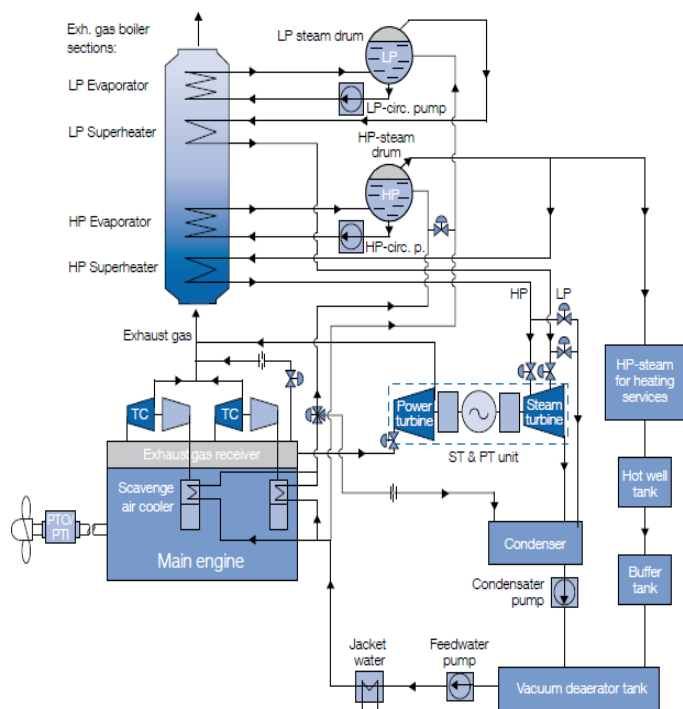 Exh. gas boiler
sections:
LP steam drum
LP
LP Evaporator
LP-circ. pump
LP Superheater
HP-steam
drum
HP
HP Evaporator
HP-circ. p.
HP Superheater
HP
LP
Exhaust gas
HP-steam
for heating
services
TC
TC
Power
turbine
Steam
turbine
Exhaust gas receiver
ST & PT unit
Hot well
tank
Scavenge
air cooler
PTO/
PTI
Main engine
Condenser
Buffer
tank
Condensater
pump
Jacket
water
Feedwater
pump
Vacuum deaerator tank